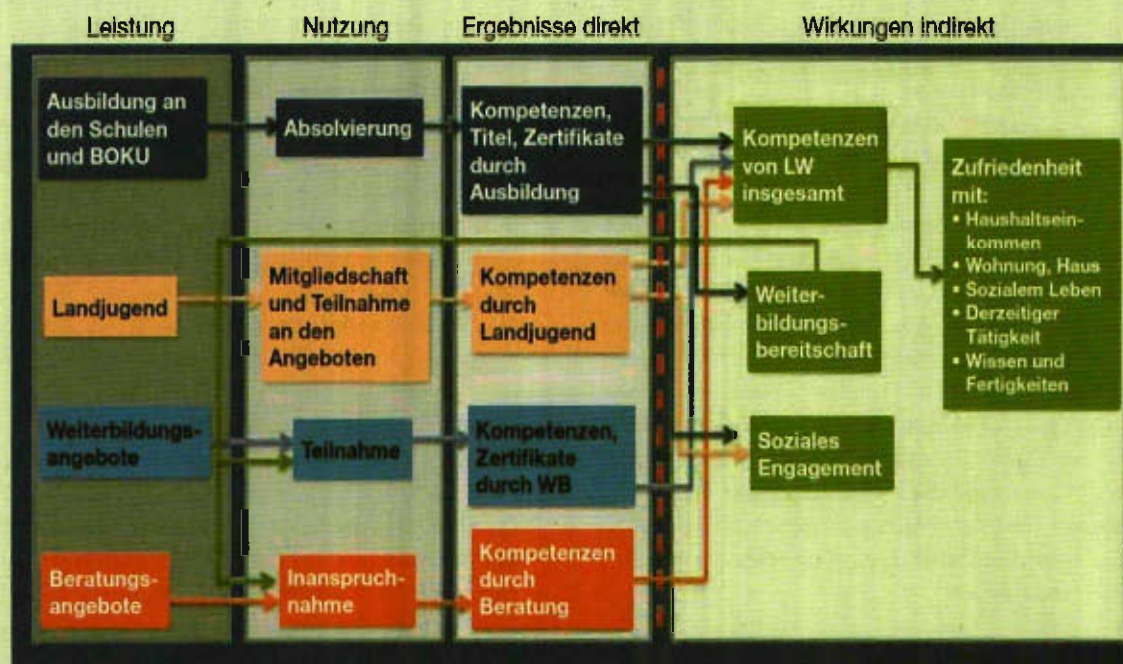 Leistung
Nutzung
Ergebnisse direkt
Wirkungen indirekt
Ausbildung an
den Schulen
und BOKU
Absolvierung
Kompetenzen,
Titel, Zertifikate
durch
Ausbildung
Kompetenzen
von LW
insgesamt
Zufriedenheit
mit:
• Haushaltsein-
kommen
• Wohnung, Haus
• Sozialem Leben
• Derzeitiger
Tätigkeit
• Wissen und
Fertigkeiten
Landjugend
Mitgliedschaft
und Teilnahme
an den
Angeboten
Kompetenzen
durch
Landjugend
Weiter-
bildungs-
bereitschaft
Weiterbildungs-
angebote
Teilnahme
Kompetenzen,
Zertifikate
durch WB
Soziales
Engagement
Beratungs-
angebote
Inanspruch-
nahme
Kompetenzen
durch
Beratung